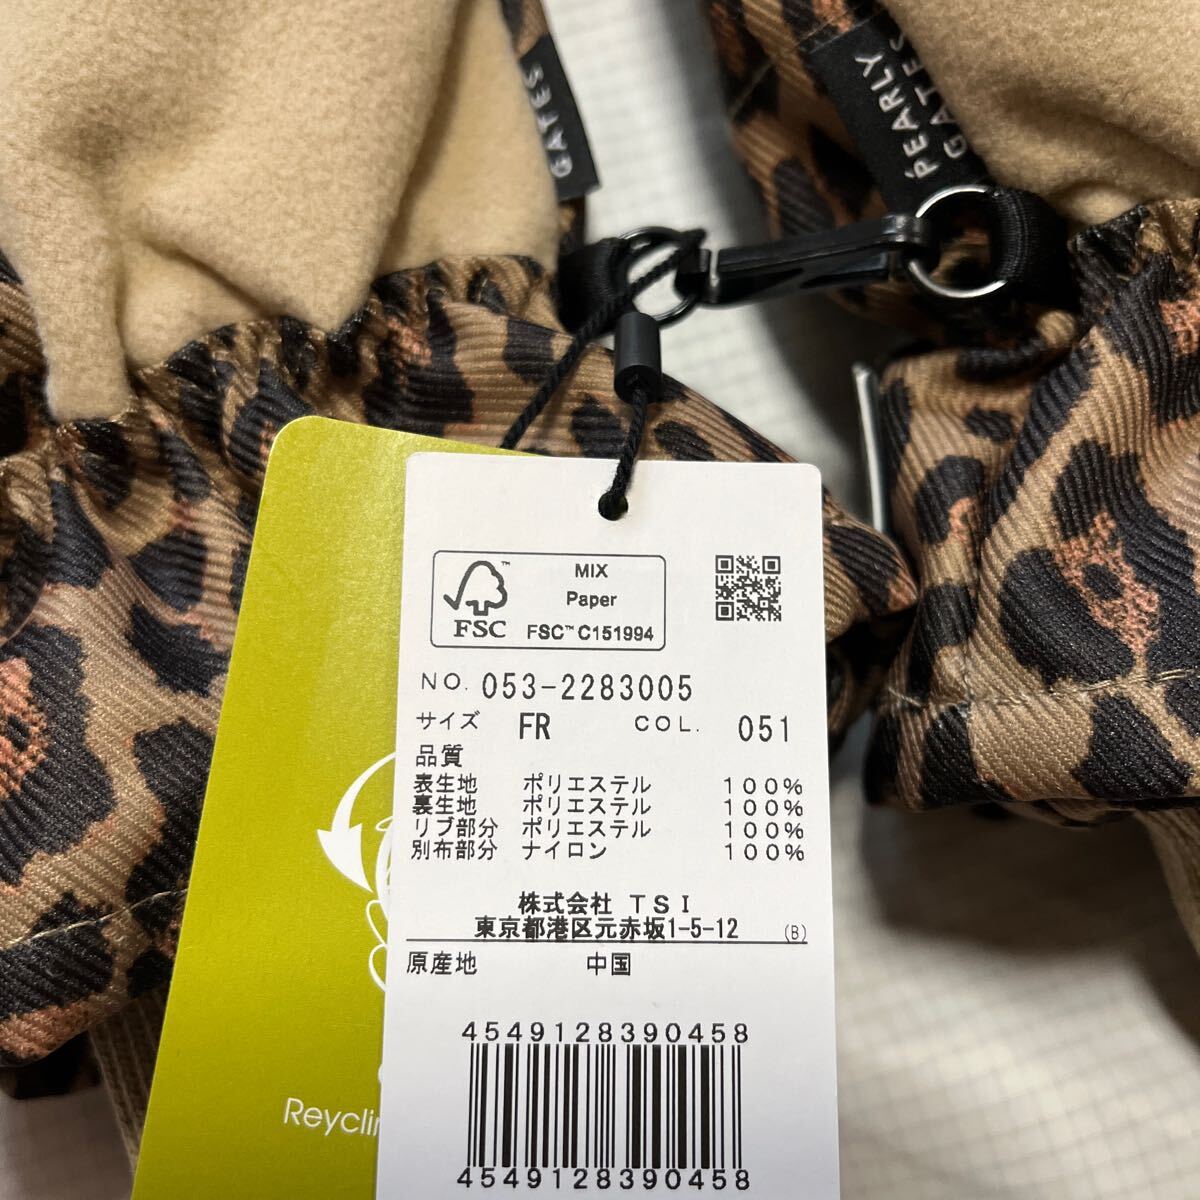 GATES
PEARLY
GATES
MIX
Paper
FSC
FSC™ C151994
NO. 053-2283005
サイズ FR COL. 051
品質
表生地 ポリエステル 100%
裏生地 ポリエステル 100%
リブ部分 ポリエステル 100%
別布部分 ナイロン 100%
株式会社 TSI
東京都港区元赤坂1-5-12 (B)
原産地 中国
4549128390458
4549128390458